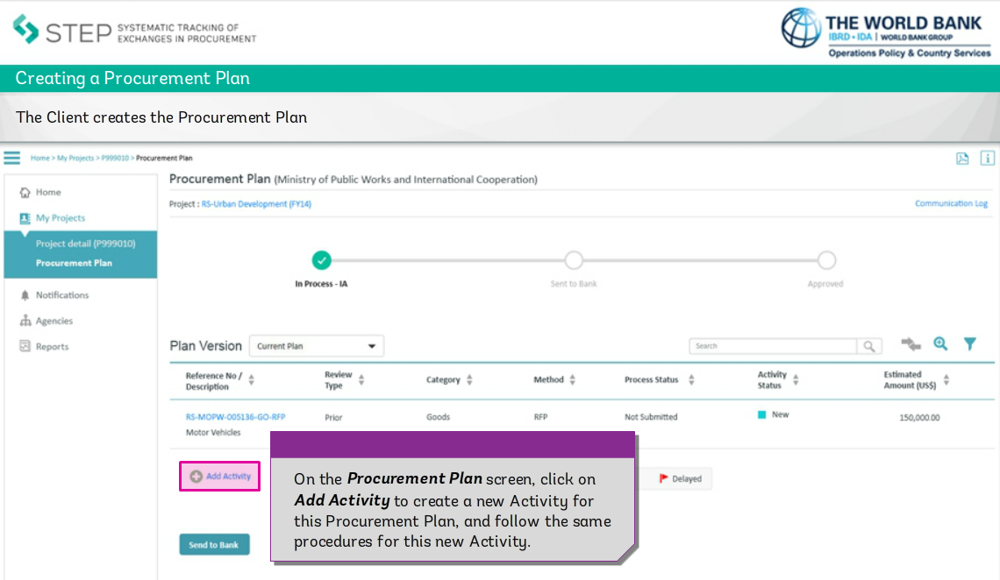 STEP SYSTEMATIC TRACKING OF
EXCHANGES IN PROCUREMENT
THE WORLD BANK
IBRD • IDA | WORLD BANK GROUP
Operations Policy & Country Services
Creating a Procurement Plan
The Client creates the Procurement Plan
Home > My Projects > P999010 > Procurement Plan
Home
My Projects
Project detail (P999010)
Procurement Plan
Notifications
Agencies
Reports
Procurement Plan (Ministry of Public Works and International Cooperation)
Project : RS-Urban Development (FY14)
Communication Log
In Process - IA
Sent to Bank
Approved
Plan Version
Current Plan
Search
Reference No / Description
Review Type
Category
Method
Process Status
Activity Status
Estimated Amount (US$)
RS-MOPW-005136-GO-RFP
Prior
Goods
RFP
Not Submitted
New
150,000.00
Motor Vehicles
Add Activity
Delayed
On the Procurement Plan screen, click on
Add Activity to create a new Activity for
this Procurement Plan, and follow the same
procedures for this new Activity.
Send to Bank